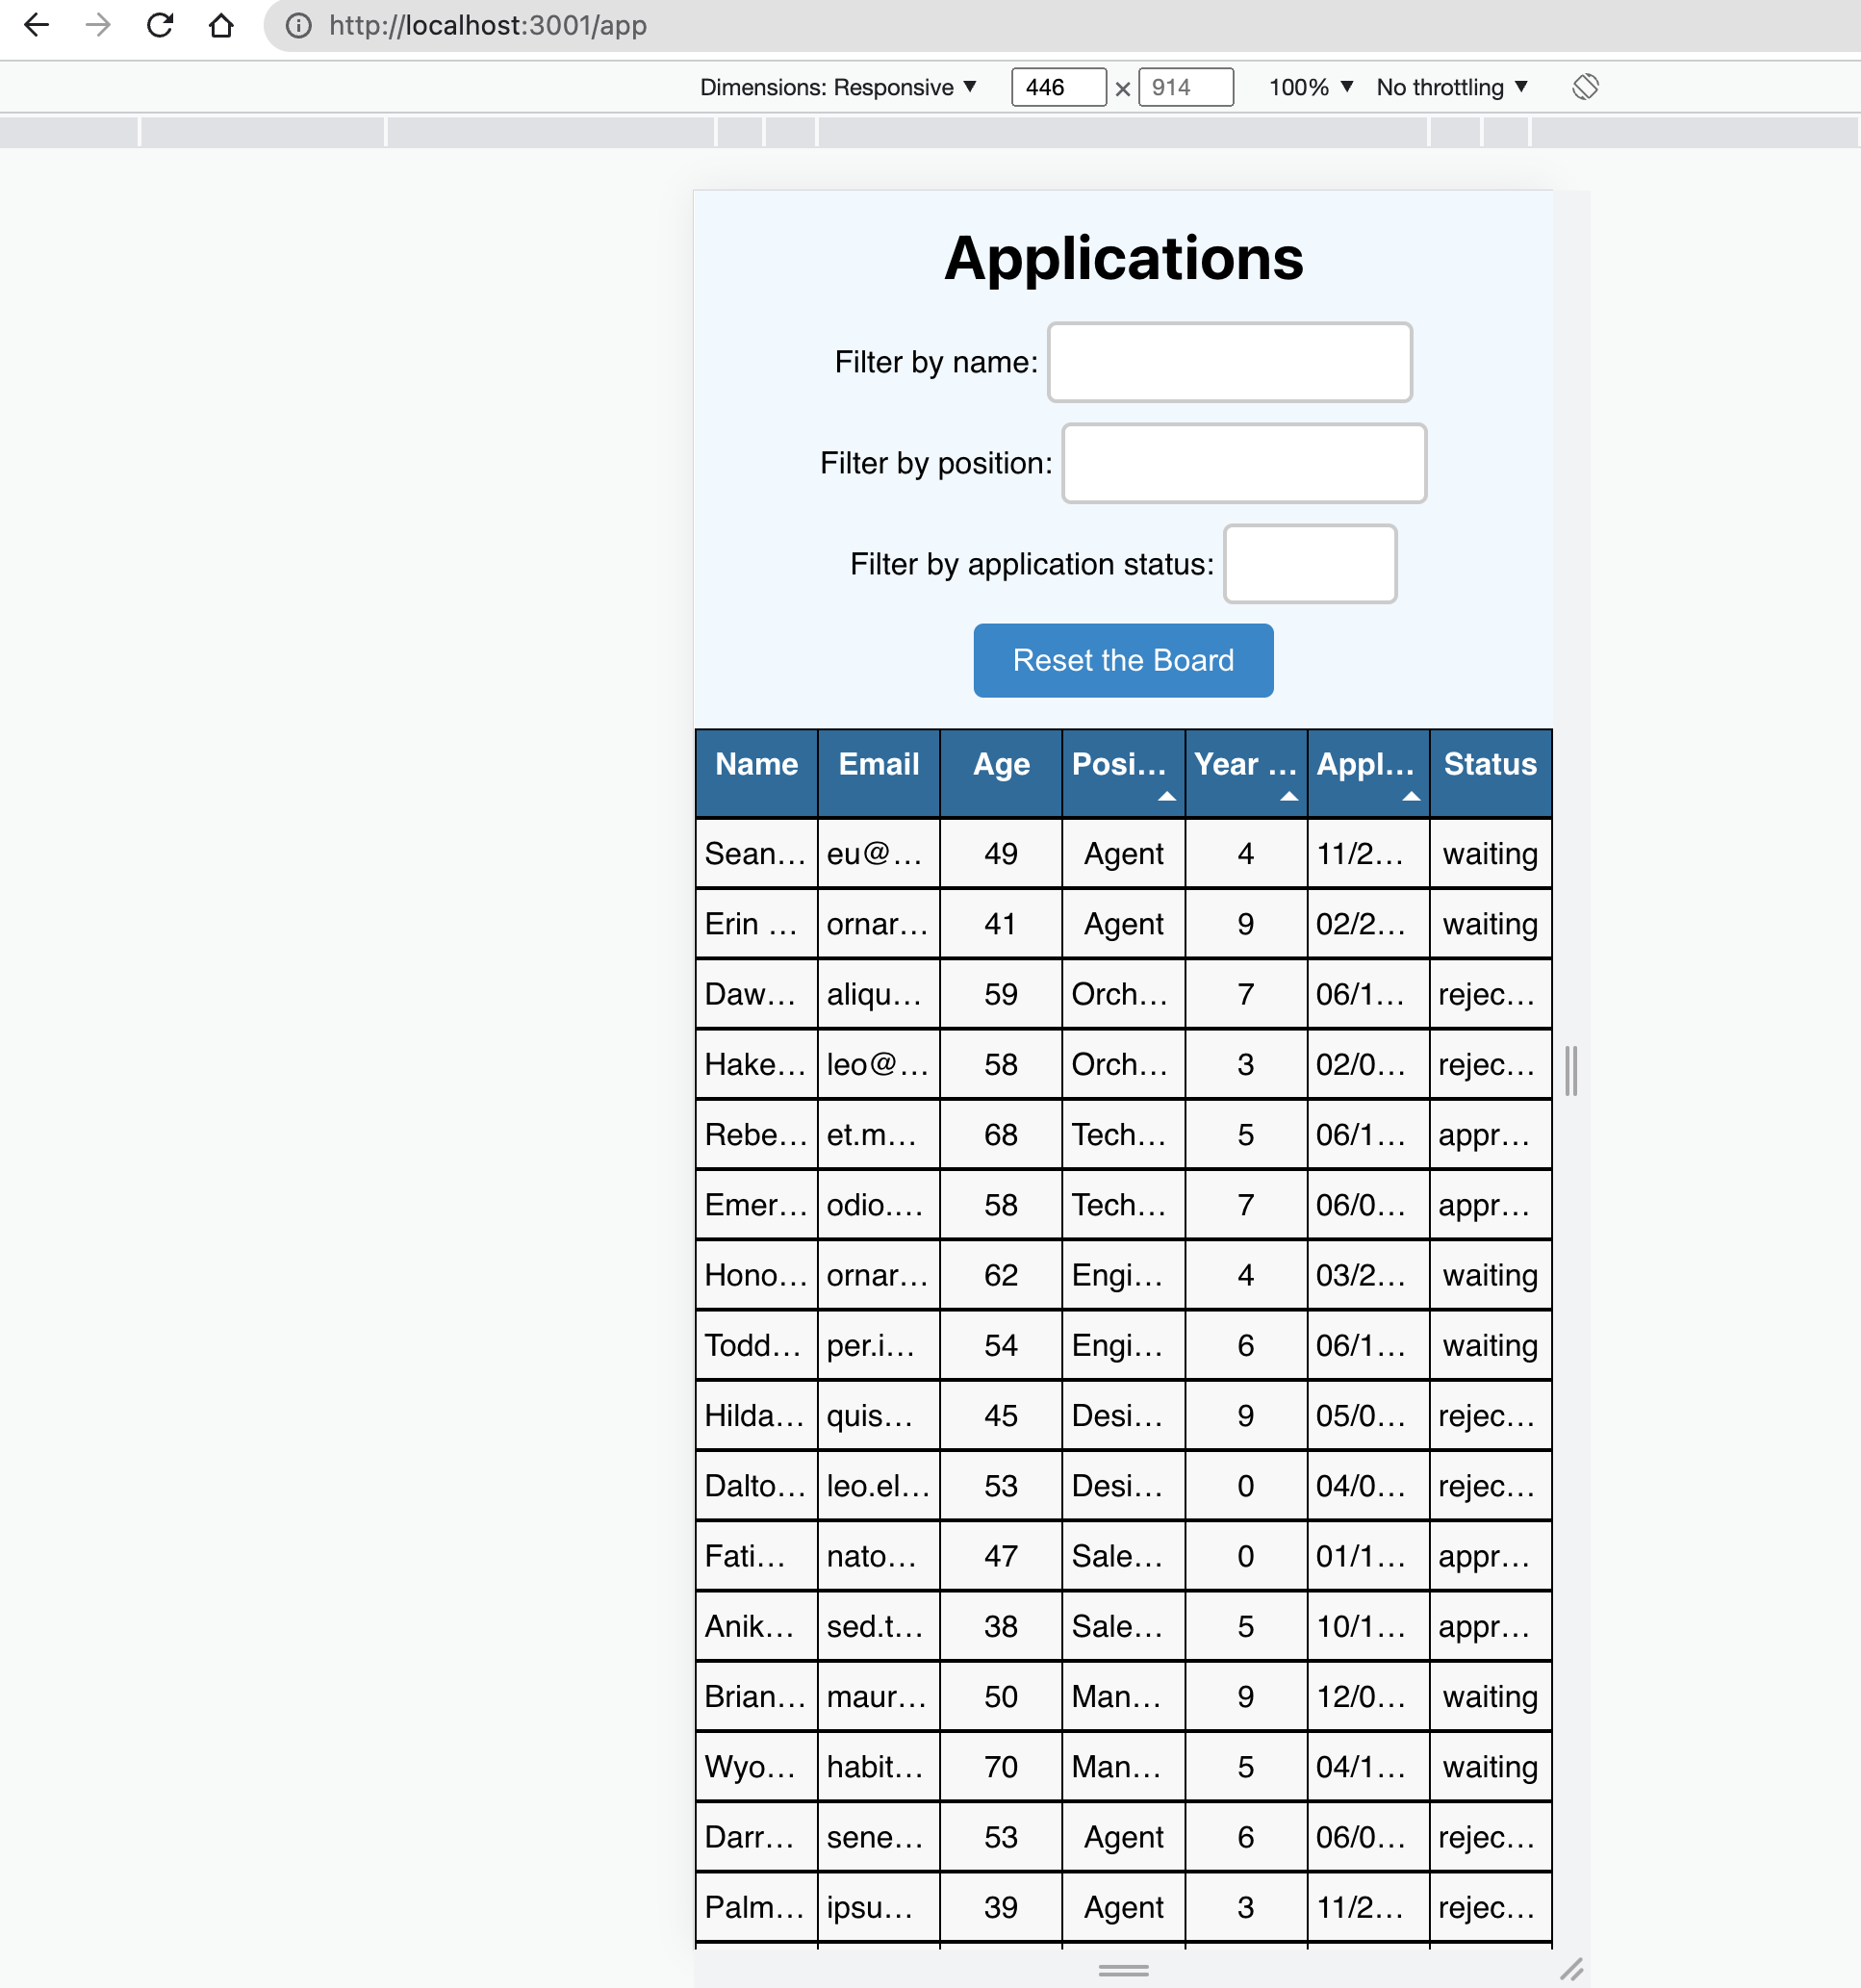 http://localhost:3001/app
Dimensions: Responsive ▼ 446 × 914 100% ▼ No throttling ▼
Applications
Filter by name:
Filter by position:
Filter by application status:
Reset the Board
Name Email Age Posi... Year ... Appl... Status
Sean... eu@... 49 Agent 4 11/2... waiting
Erin ... ornar... 41 Agent 9 02/2... waiting
Daw... aliqu... 59 Orch... 7 06/1... rejec...
Hake... leo@... 58 Orch... 3 02/0... rejec...
Rebe... et.m... 68 Tech... 5 06/1... appr...
Emer... odio.... 58 Tech... 7 06/0... appr...
Hono... ornar... 62 Engi... 4 03/2... waiting
Todd... per.i... 54 Engi... 6 06/1... waiting
Hilda... quis... 45 Desi... 9 05/0... rejec...
Dalto... leo.el... 53 Desi... 0 04/0... rejec...
Fati... nato... 47 Sale... 0 01/1... appr...
Anik... sed.t... 38 Sale... 5 10/1... appr...
Brian... maur... 50 Man... 9 12/0... waiting
Wyo... habit... 70 Man... 5 04/1... waiting
Darr... sene... 53 Agent 6 06/0... rejec...
Palm... ipsu... 39 Agent 3 11/2... rejec...